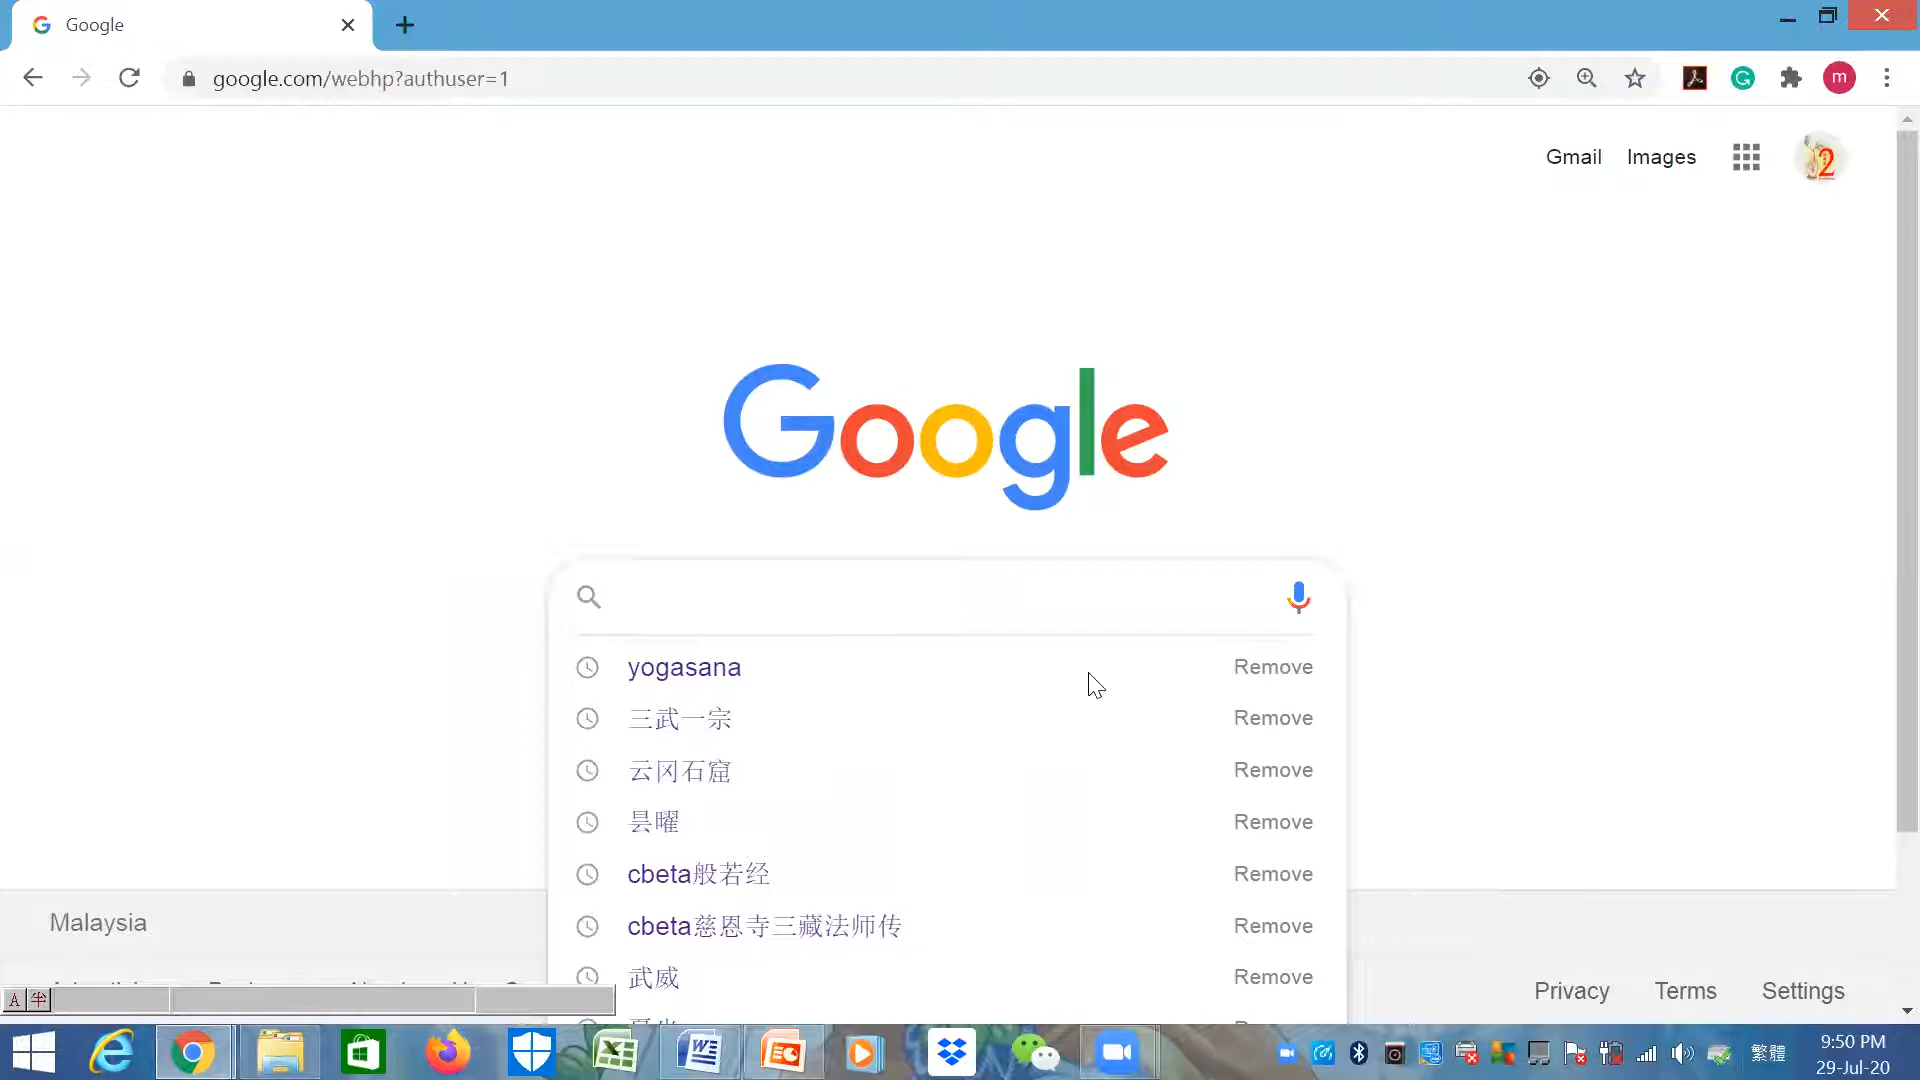 Google
google.com/webhp?authuser=1
m
Gmail Images
2
Google
yogasana Remove
三武一宗 Remove
云冈石窟 Remove
昙曜 Remove
cbeta般若经 Remove
cbeta慈恩寺三藏法师传 Remove
武威 Remove
Malaysia
Privacy Terms Settings
A 半
繁體
9:50 PM
29-Jul-20